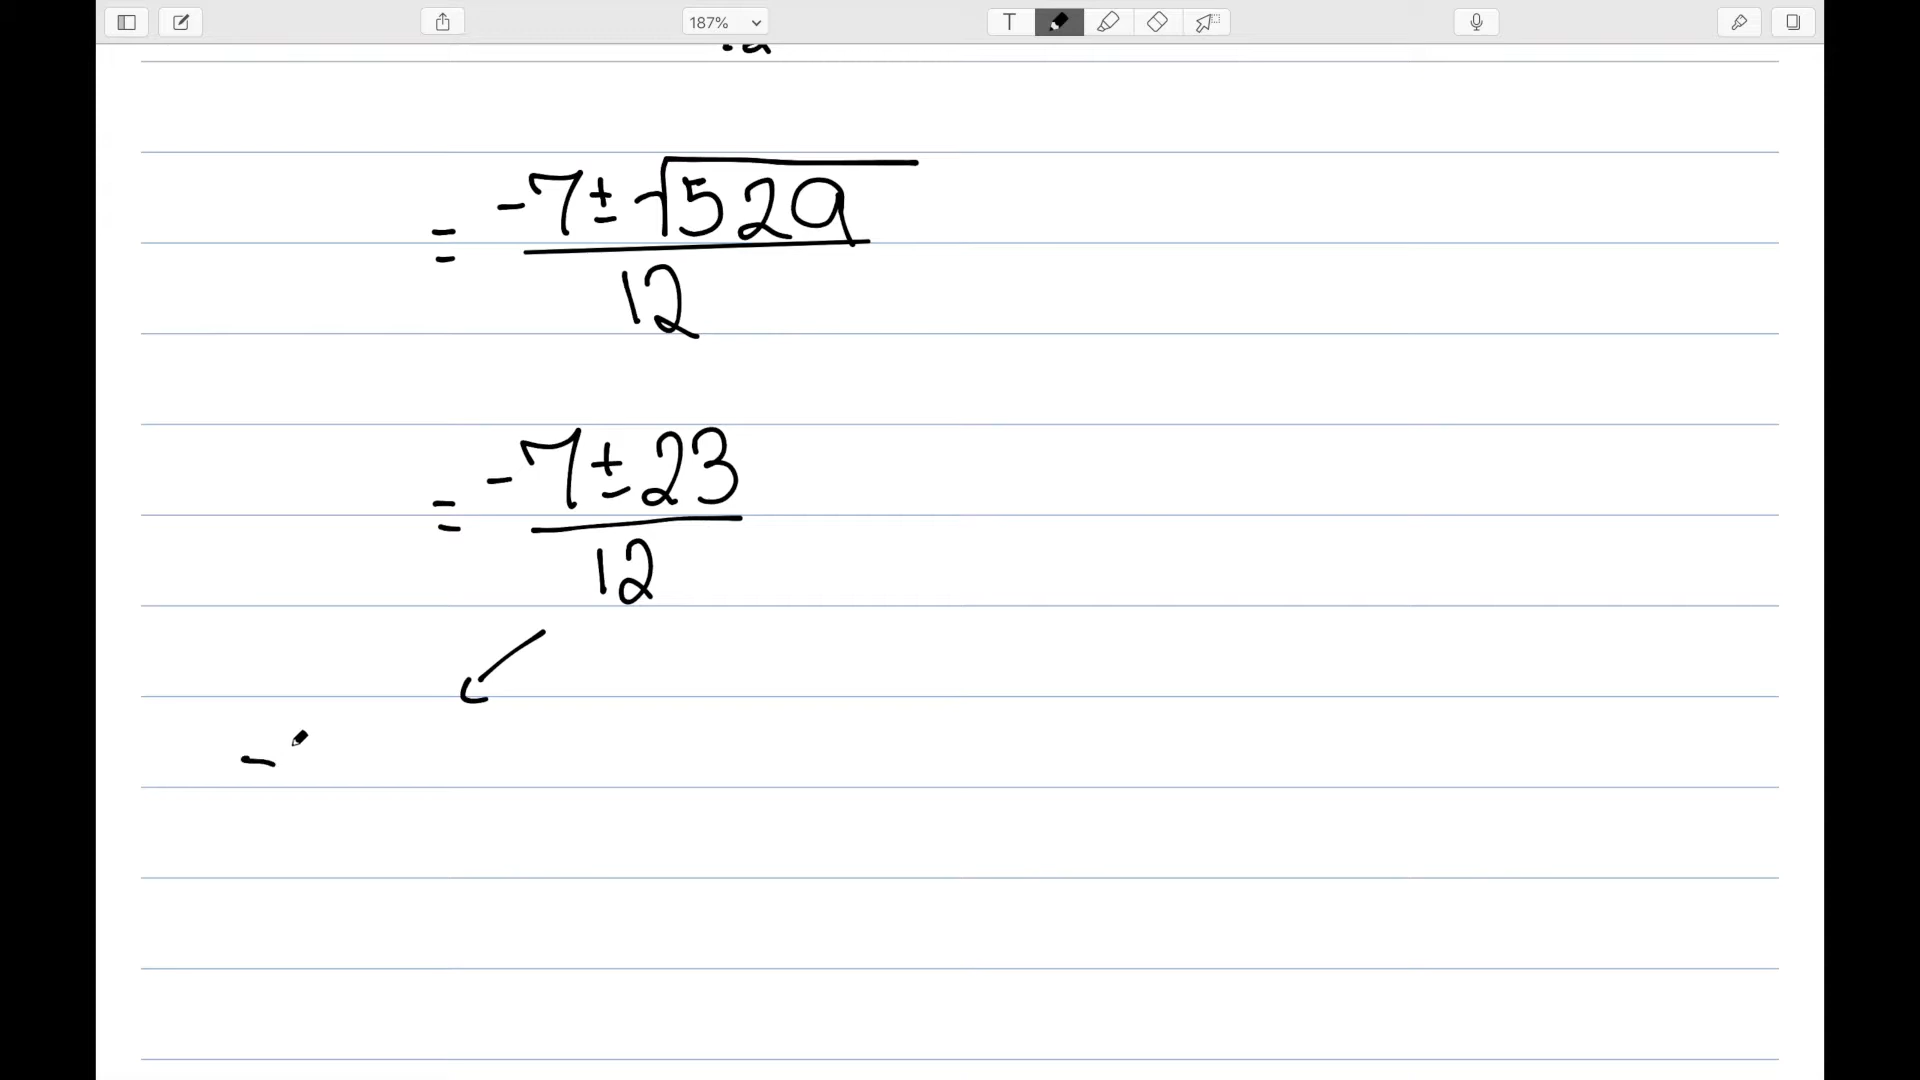 187%
T
= -7 ± √529
12
= -7 ± 23
12
-